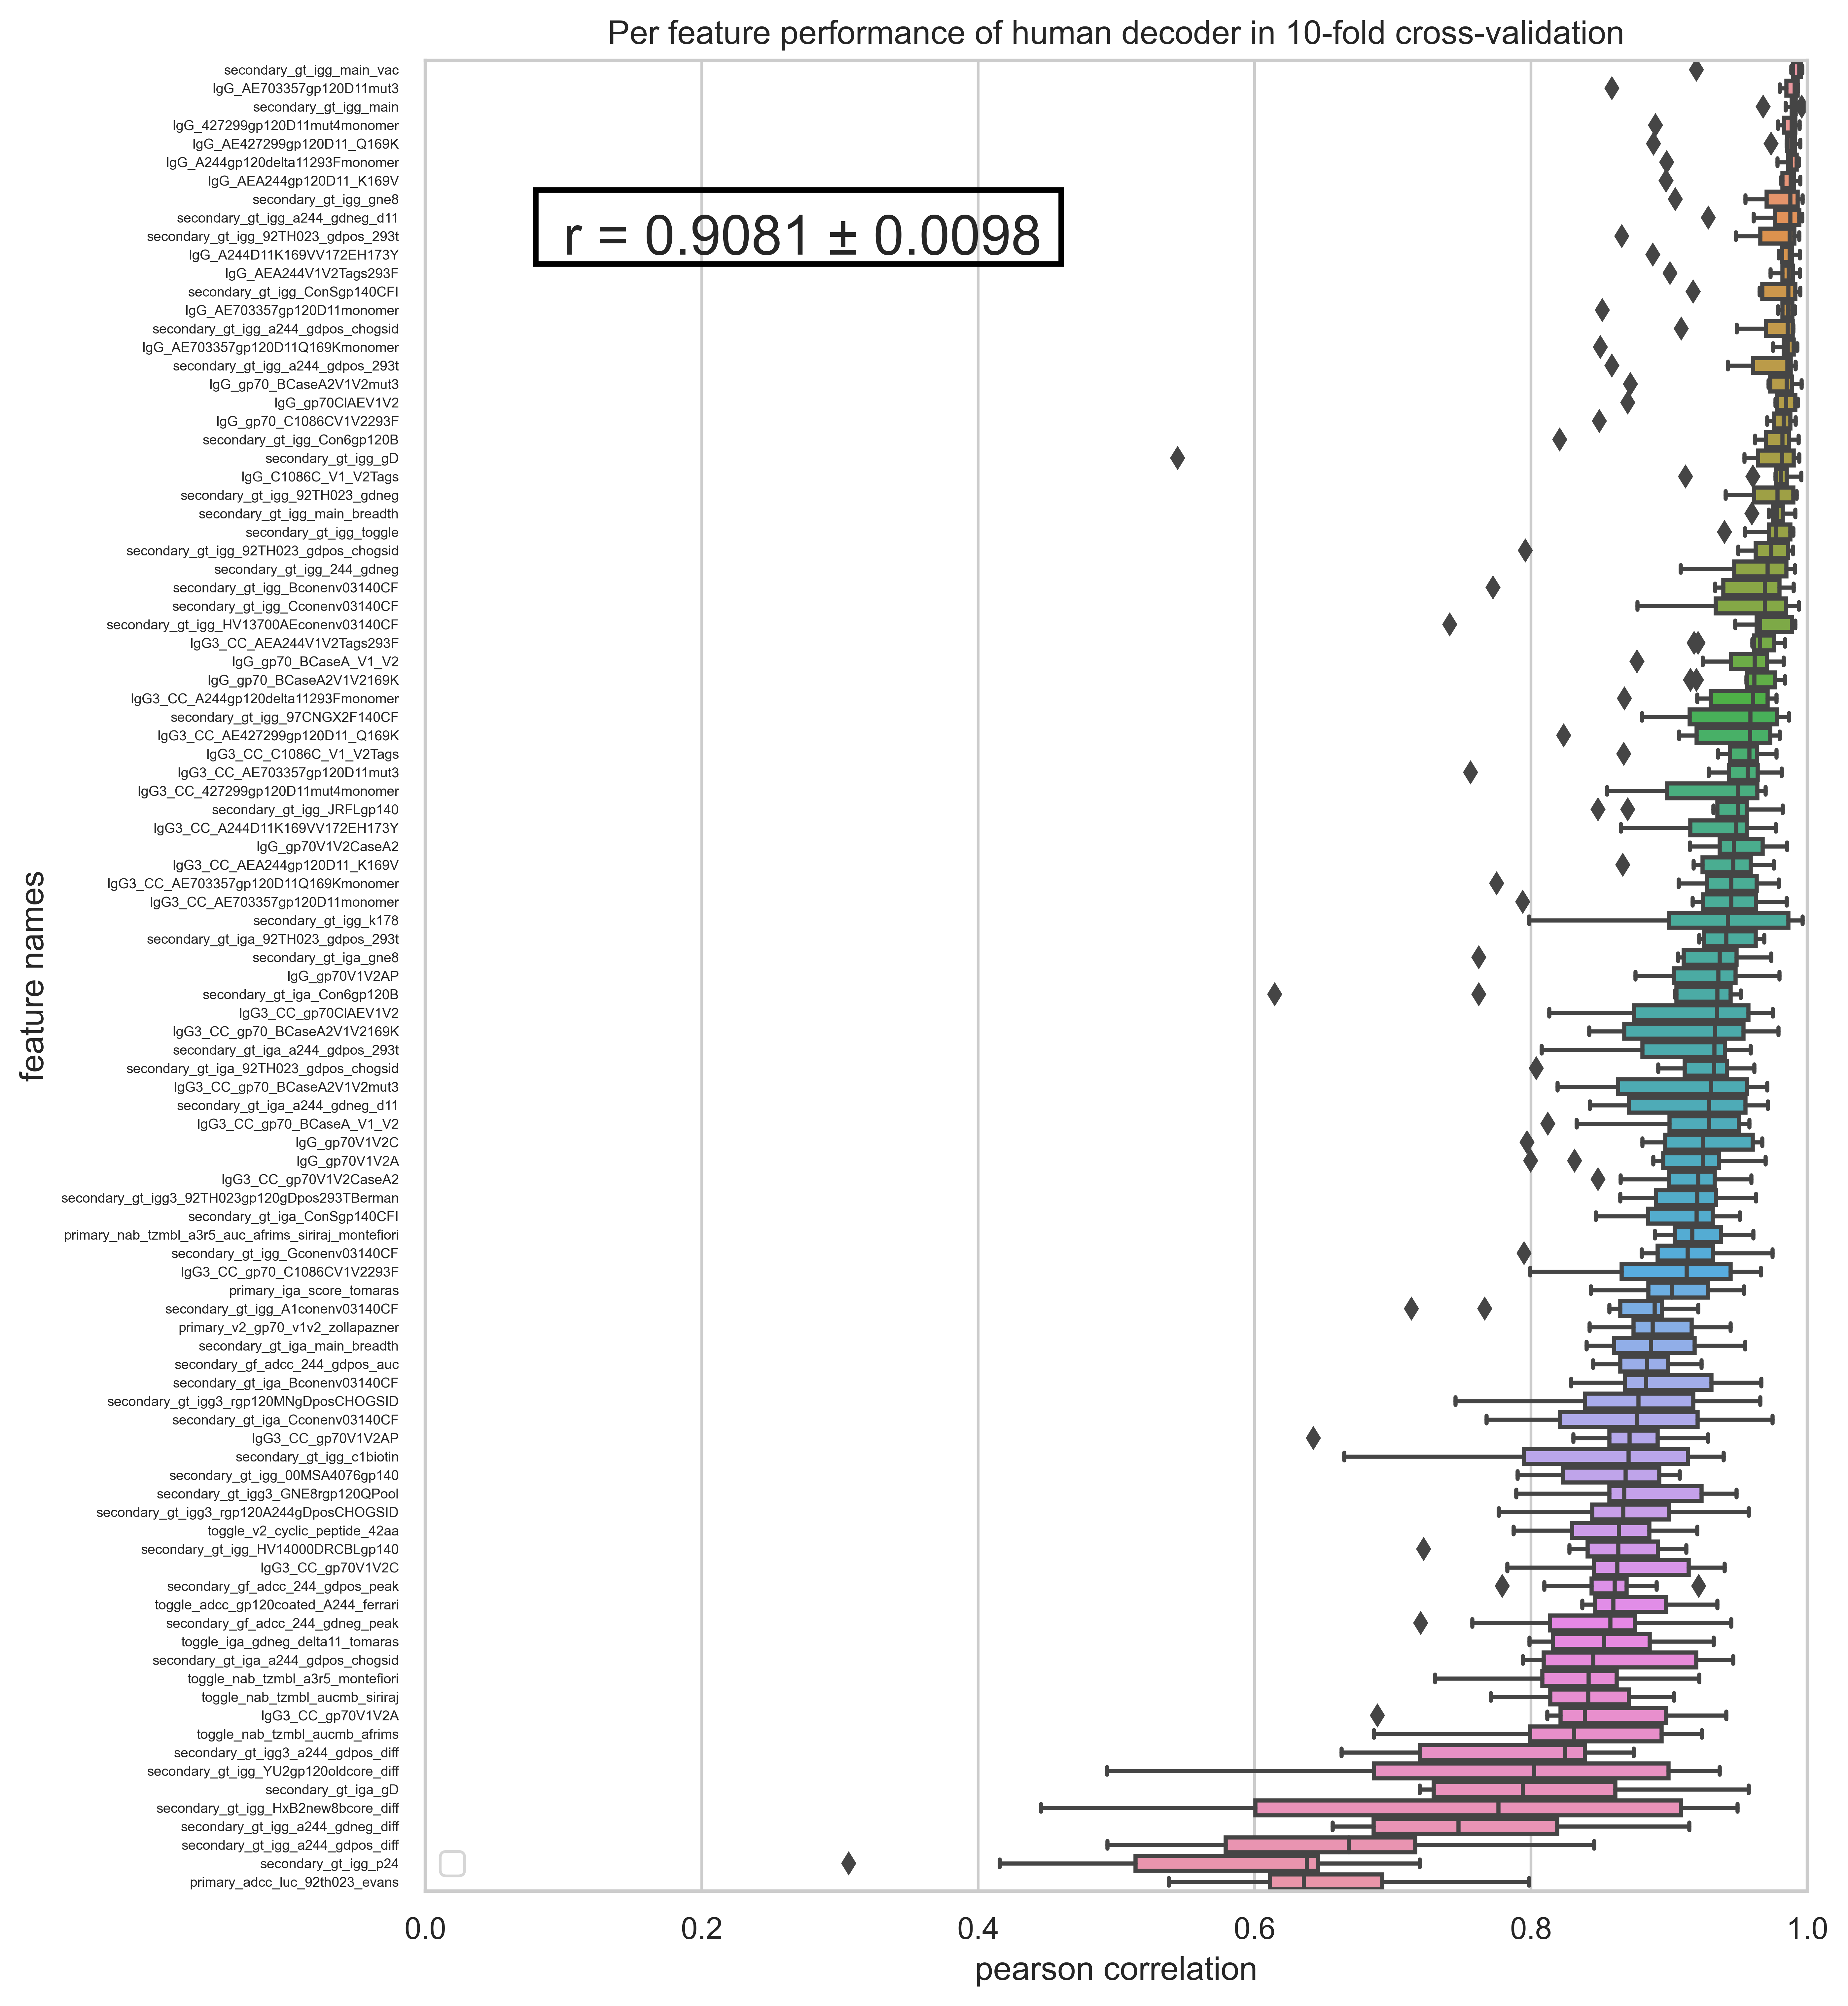 Per feature performance of human decoder in 10-fold cross-validation
secondary_gt_igg_main_vac
IgG_AE703357gp120D11mut3
secondary_gt_igg_main
IgG_427299gp120D11mut4monomer
IgG_AE427299gp120D11_Q169K
IgG_A244gp120delta11293Fmonomer
IgG_AEA244gp120D11_K169V
secondary_gt_igg_gne8
secondary_gt_igg_a244_gdneg_d11
secondary_gt_igg_92TH023_gdpos_293t
IgG_A244D11K169VV172EH173Y
IgG_AEA244V1V2Tags293F
secondary_gt_igg_ConSgp140CFI
IgG_AE703357gp120D11monomer
secondary_gt_igg_a244_gdpos_chogsid
IgG_AE703357gp120D11Q169Kmonomer
secondary_gt_igg_a244_gdpos_293t
IgG_gp70_BCaseA2V1V2mut3
IgG_gp70ClAEV1V2
IgG_gp70_C1086CV1V2293F
secondary_gt_igg_Con6gp120B
secondary_gt_igg_gD
IgG_C1086C_V1_V2Tags
secondary_gt_igg_92TH023_gdneg
secondary_gt_igg_main_breadth
secondary_gt_igg_toggle
secondary_gt_igg_92TH023_gdpos_chogsid
secondary_gt_igg_244_gdneg
secondary_gt_igg_Bconenv03140CF
secondary_gt_igg_Cconenv03140CF
secondary_gt_igg_HV13700AEconenv03140CF
IgG3_CC_AEA244V1V2Tags293F
IgG_gp70_BCaseA_V1_V2
IgG_gp70_BCaseA2V1V2169K
IgG3_CC_A244gp120delta11293Fmonomer
secondary_gt_igg_97CNGX2F140CF
IgG3_CC_AE427299gp120D11_Q169K
IgG3_CC_C1086C_V1_V2Tags
IgG3_CC_AE703357gp120D11mut3
IgG3_CC_427299gp120D11mut4monomer
secondary_gt_igg_JRFLgp140
IgG3_CC_A244D11K169VV172EH173Y
IgG_gp70V1V2CaseA2
IgG3_CC_AEA244gp120D11_K169V
IgG3_CC_AE703357gp120D11Q169Kmonomer
IgG3_CC_AE703357gp120D11monomer
secondary_gt_igg_k178
secondary_gt_iga_92TH023_gdpos_293t
secondary_gt_iga_gne8
IgG_gp70V1V2AP
secondary_gt_iga_Con6gp120B
IgG3_CC_gp70ClAEV1V2
IgG3_CC_gp70_BCaseA2V1V2169K
secondary_gt_iga_a244_gdpos_293t
secondary_gt_iga_92TH023_gdpos_chogsid
IgG3_CC_gp70_BCaseA2V1V2mut3
secondary_gt_iga_a244_gdneg_d11
IgG3_CC_gp70_BCaseA_V1_V2
IgG_gp70V1V2C
IgG_gp70V1V2A
IgG3_CC_gp70V1V2CaseA2
secondary_gt_igg3_92TH023gp120gDpos293TBerman
secondary_gt_iga_ConSgp140CFI
primary_nab_tzmbl_a3r5_auc_afrims_siriraj_montefiori
secondary_gt_igg_Gconenv03140CF
IgG3_CC_gp70_C1086CV1V2293F
primary_iga_score_tomaras
secondary_gt_igg_A1conenv03140CF
primary_v2_gp70_v1v2_zollapazner
secondary_gt_iga_main_breadth
secondary_gf_adcc_244_gdpos_auc
secondary_gt_iga_Bconenv03140CF
secondary_gt_igg3_rgp120MNgDposCHOGSID
secondary_gt_iga_Cconenv03140CF
IgG3_CC_gp70V1V2AP
secondary_gt_igg_c1biotin
secondary_gt_igg_00MSA4076gp140
secondary_gt_igg3_GNE8rgp120QPool
secondary_gt_igg3_rgp120A244gDposCHOGSID
toggle_v2_cyclic_peptide_42aa
secondary_gt_igg_HV14000DRCBLgp140
IgG3_CC_gp70V1V2C
secondary_gf_adcc_244_gdpos_peak
toggle_adcc_gp120coated_A244_ferrari
secondary_gf_adcc_244_gdneg_peak
toggle_iga_gdneg_delta11_tomaras
secondary_gt_iga_a244_gdpos_chogsid
toggle_nab_tzmbl_a3r5_montefiori
toggle_nab_tzmbl_aucmb_siriraj
IgG3_CC_gp70V1V2A
toggle_nab_tzmbl_aucmb_afrims
secondary_gt_igg3_a244_gdpos_diff
secondary_gt_igg_YU2gp120oldcore_diff
secondary_gt_iga_gD
secondary_gt_igg_HxB2new8bcore_diff
secondary_gt_igg_a244_gdneg_diff
secondary_gt_igg_a244_gdpos_diff
secondary_gt_igg_p24
primary_adcc_luc_92th023_evans
feature names
r = 0.9081 ± 0.0098
0.0 0.2 0.4 0.6 0.8 1.0
pearson correlation